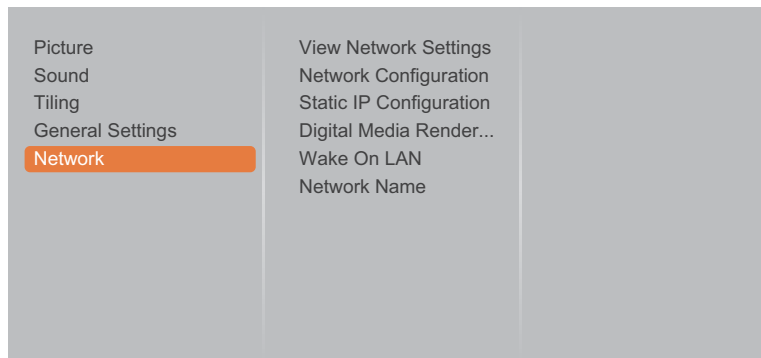 Picture
Sound
Tiling
General Settings
Network
View Network Settings
Network Configuration
Static IP Configuration
Digital Media Render...
Wake On LAN
Network Name